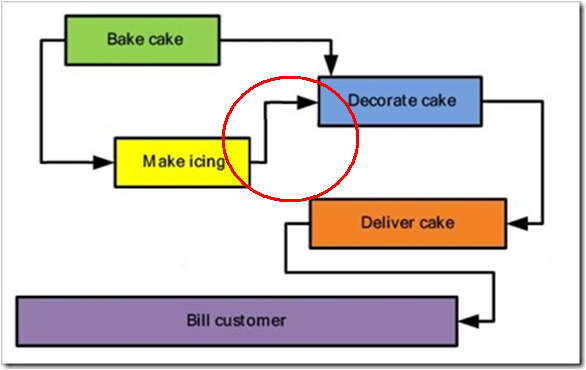 Bake cake
Decorate cake
Make icing
Deliver cake
Bill customer